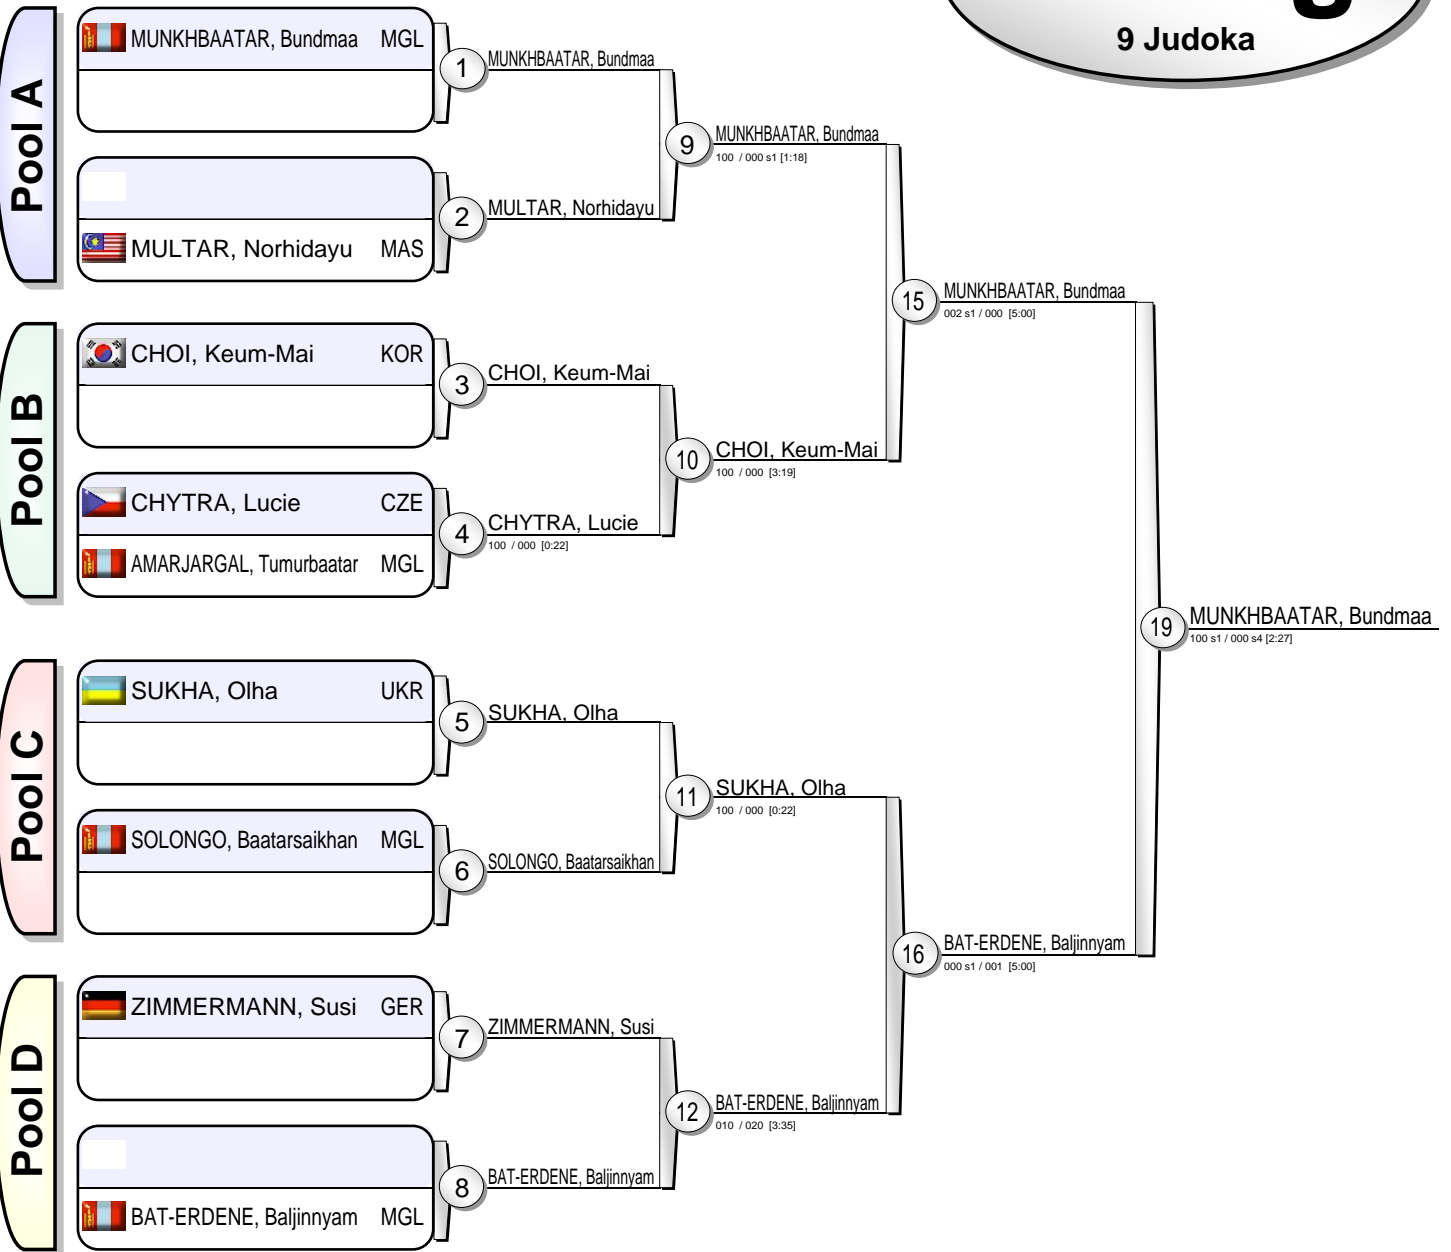 g
9 Judoka
Pool A
MUNKHBAATAR, Bundmaa MGL
1
MUNKHBAATAR, Bundmaa
2
MULTAR, Norhidayu
MULTAR, Norhidayu MAS
9
MUNKHBAATAR, Bundmaa
100 / 000 s1 [1:18]
Pool B
CHOI, Keum-Mai KOR
3
CHOI, Keum-Mai
CHYTRA, Lucie CZE
4
CHYTRA, Lucie
100 / 000 [0:22]
AMARJARGAL, Tumurbaatar MGL
10
CHOI, Keum-Mai
100 / 000 [3:19]
15
MUNKHBAATAR, Bundmaa
002 s1 / 000 [5:00]
19
MUNKHBAATAR, Bundmaa
100 s1 / 000 s4 [2:27]
Pool C
SUKHA, Olha UKR
5
SUKHA, Olha
SOLONGO, Baatarsaikhan MGL
6
SOLONGO, Baatarsaikhan
11
SUKHA, Olha
100 / 000 [0:22]
16
BAT-ERDENE, Baljinnyam
000 s1 / 001 [5:00]
Pool D
ZIMMERMANN, Susi GER
7
ZIMMERMANN, Susi
8
BAT-ERDENE, Baljinnyam
BAT-ERDENE, Baljinnyam MGL
12
BAT-ERDENE, Baljinnyam
010 / 020 [3:35]